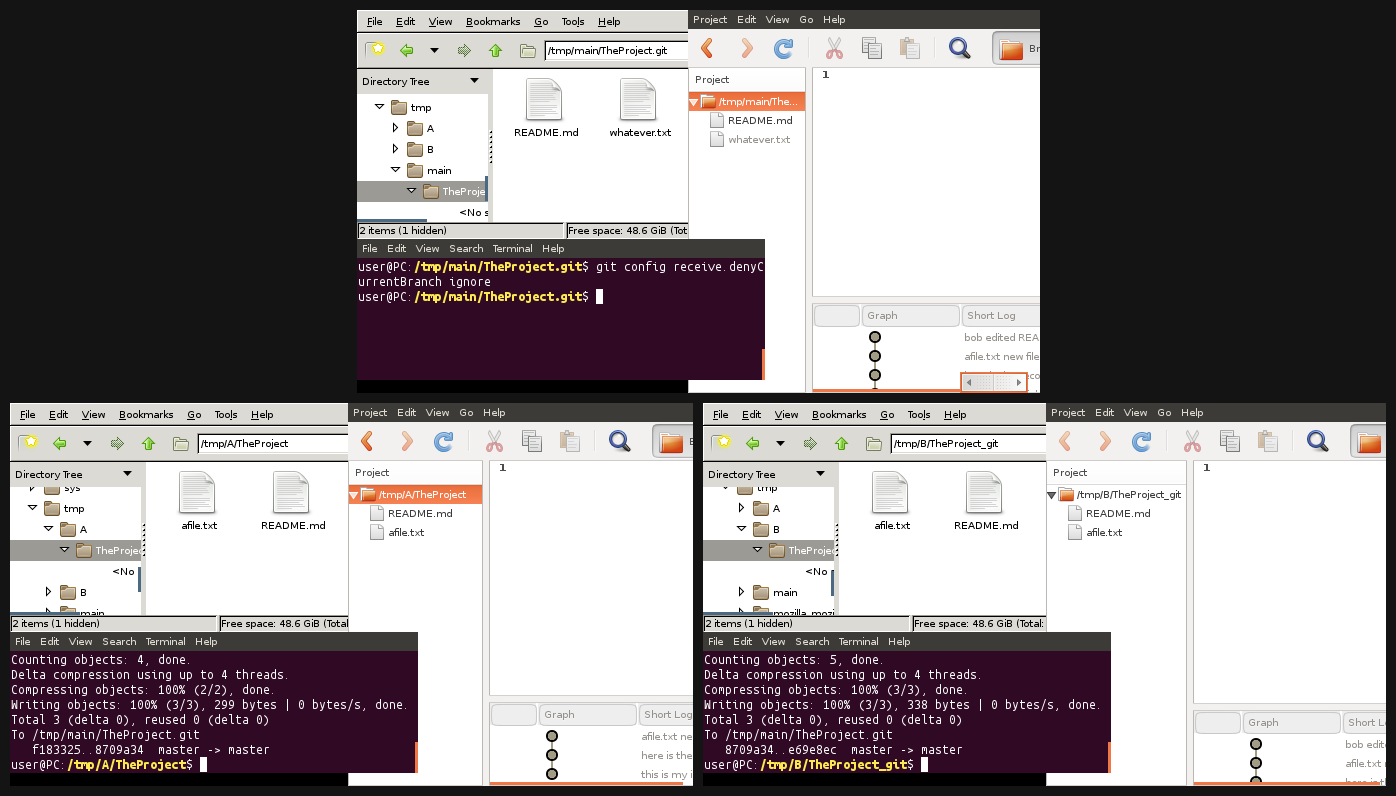 File Edit View Bookmarks Go Tools Help
/tmp/main/TheProject.git
Directory Tree
tmp
A
B
main
TheProje
<No s
README.md
whatever.txt
2 items (1 hidden)
Free space: 48.6 GiB (Tot
Project Edit View Go Help
Br
Project
/tmp/main/The...
README.md
whatever.txt
1
Graph
Short Log
bob edited REA
afile.txt new file
File Edit View Search Terminal Help
user@PC:/tmp/main/TheProject.git$ git config receive.denyC
urrentBranch ignore
user@PC:/tmp/main/TheProject.git$
File Edit View Bookmarks Go Tools Help
/tmp/A/TheProject
Directory Tree
sys
tmp
A
TheProjec
<No
B
main
afile.txt
README.md
2 items (1 hidden)
Free space: 48.6 GiB (Total
Project Edit View Go Help
Project
/tmp/A/TheProject
README.md
afile.txt
1
Graph
Short Log
afile.txt ne
here is the
this is my i
File Edit View Search Terminal Help
Counting objects: 4, done.
Delta compression using up to 4 threads.
Compressing objects: 100% (2/2), done.
Writing objects: 100% (3/3), 299 bytes | 0 bytes/s, done.
Total 3 (delta 0), reused 0 (delta 0)
To /tmp/main/TheProject.git
f183325..8709a34 master -> master
user@PC:/tmp/A/TheProject$
File Edit View Bookmarks Go Tools Help
/tmp/B/TheProject_git
Directory Tree
tmp
A
B
TheProjec
<No
main
afile.txt
README.md
2 items (1 hidden)
Free space: 48.6 GiB (Total:
Project Edit View Go Help
Project
/tmp/B/TheProject_git
README.md
afile.txt
1
Graph
Short L
bob edite
afile.txt
File Edit View Search Terminal Help
Counting objects: 5, done.
Delta compression using up to 4 threads.
Compressing objects: 100% (3/3), done.
Writing objects: 100% (3/3), 338 bytes | 0 bytes/s, done.
Total 3 (delta 0), reused 0 (delta 0)
To /tmp/main/TheProject.git
8709a34..e69e8ec master -> master
user@PC:/tmp/B/TheProject_git$